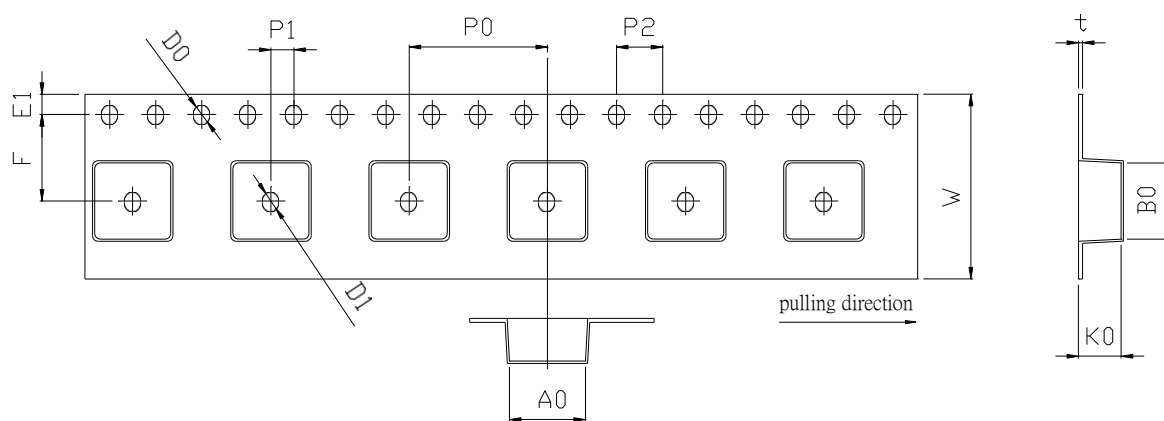 P1
P0
P2
t
D0
E1
F
W
B0
D1
pulling direction
K0
A0